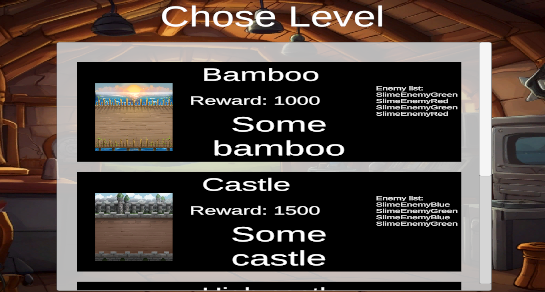 Chose Level
Bamboo
Reward: 1000
Some
bamboo
Enemy list:
SlimeEnemyGreen
SlimeEnemyRed
SlimeEnemyGreen
SlimeEnemyRed
Castle
Reward: 1500
Some
castle
Enemy list:
SlimeEnemyBlue
SlimeEnemyGreen
SlimeEnemyBlue
SlimeEnemyGreen